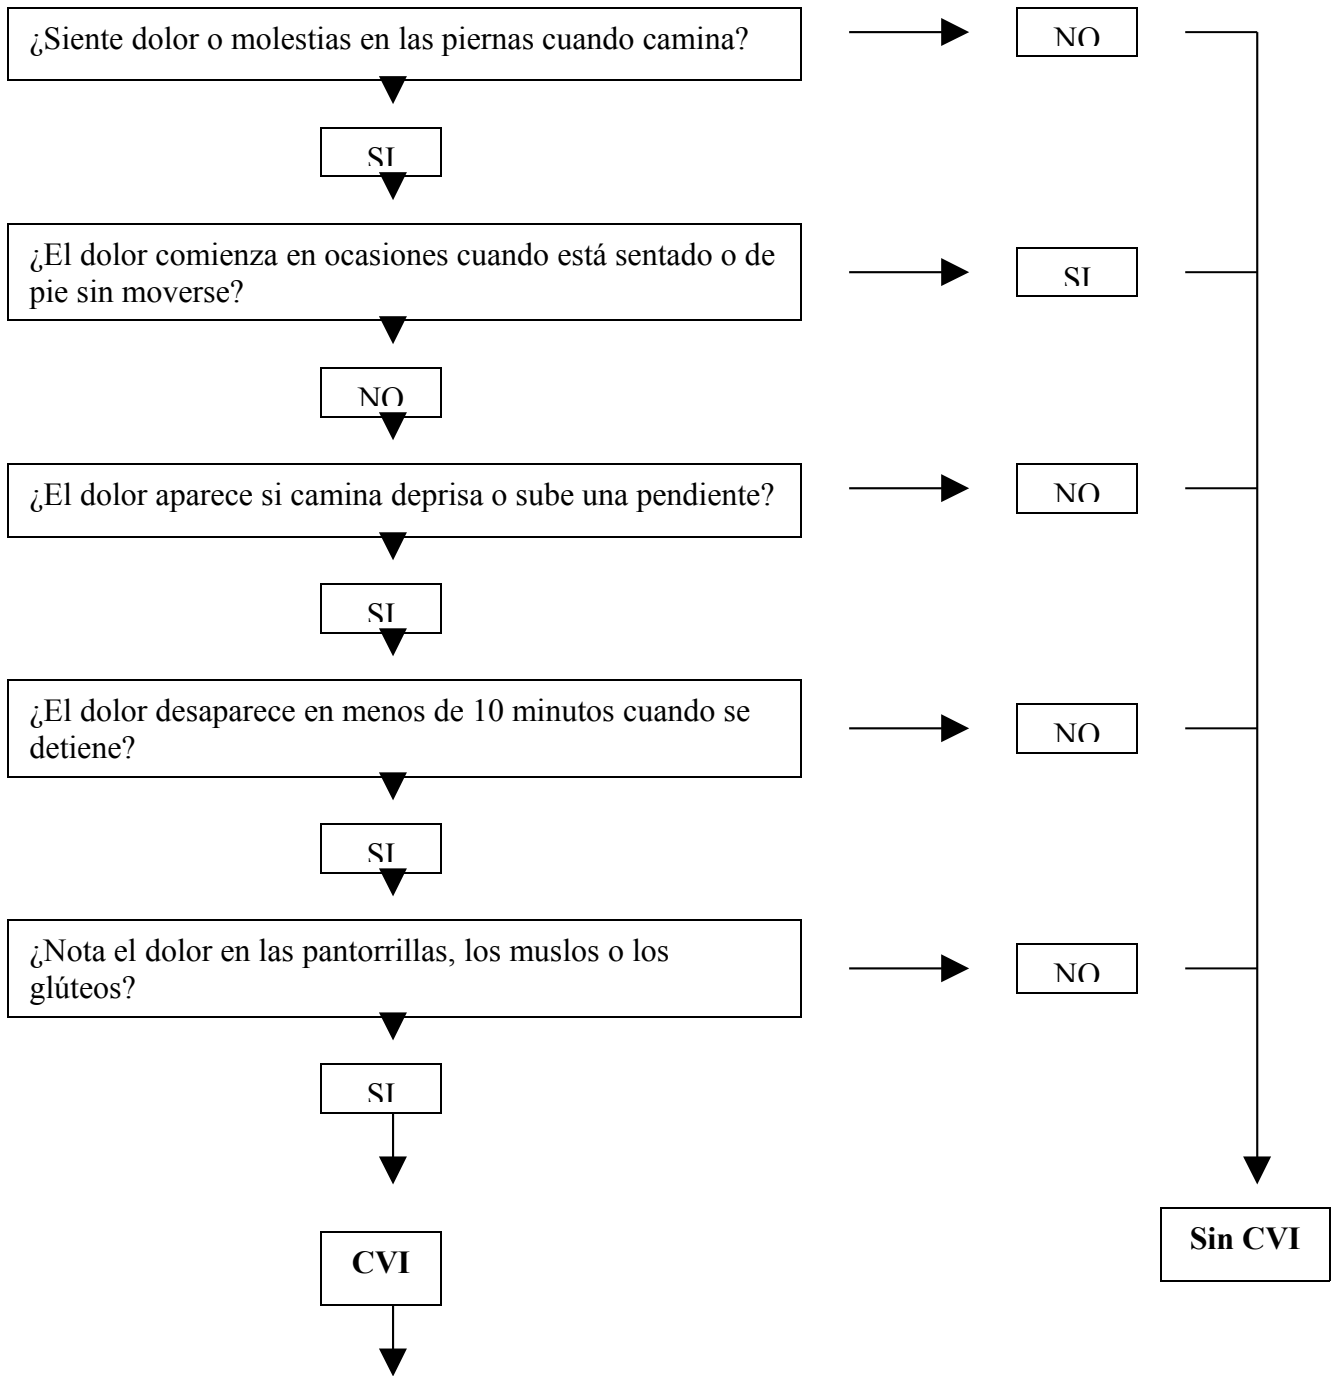 ¿Siente dolor o molestias en las piernas cuando camina?
NO
SI
¿El dolor comienza en ocasiones cuando está sentado o de
pie sin moverse?
SI
NO
¿El dolor aparece si camina deprisa o sube una pendiente?
NO
SI
¿El dolor desaparece en menos de 10 minutos cuando se
detiene?
NO
SI
¿Nota el dolor en las pantorrillas, los muslos o los
glúteos?
NO
SI
Sin CVI
CVI